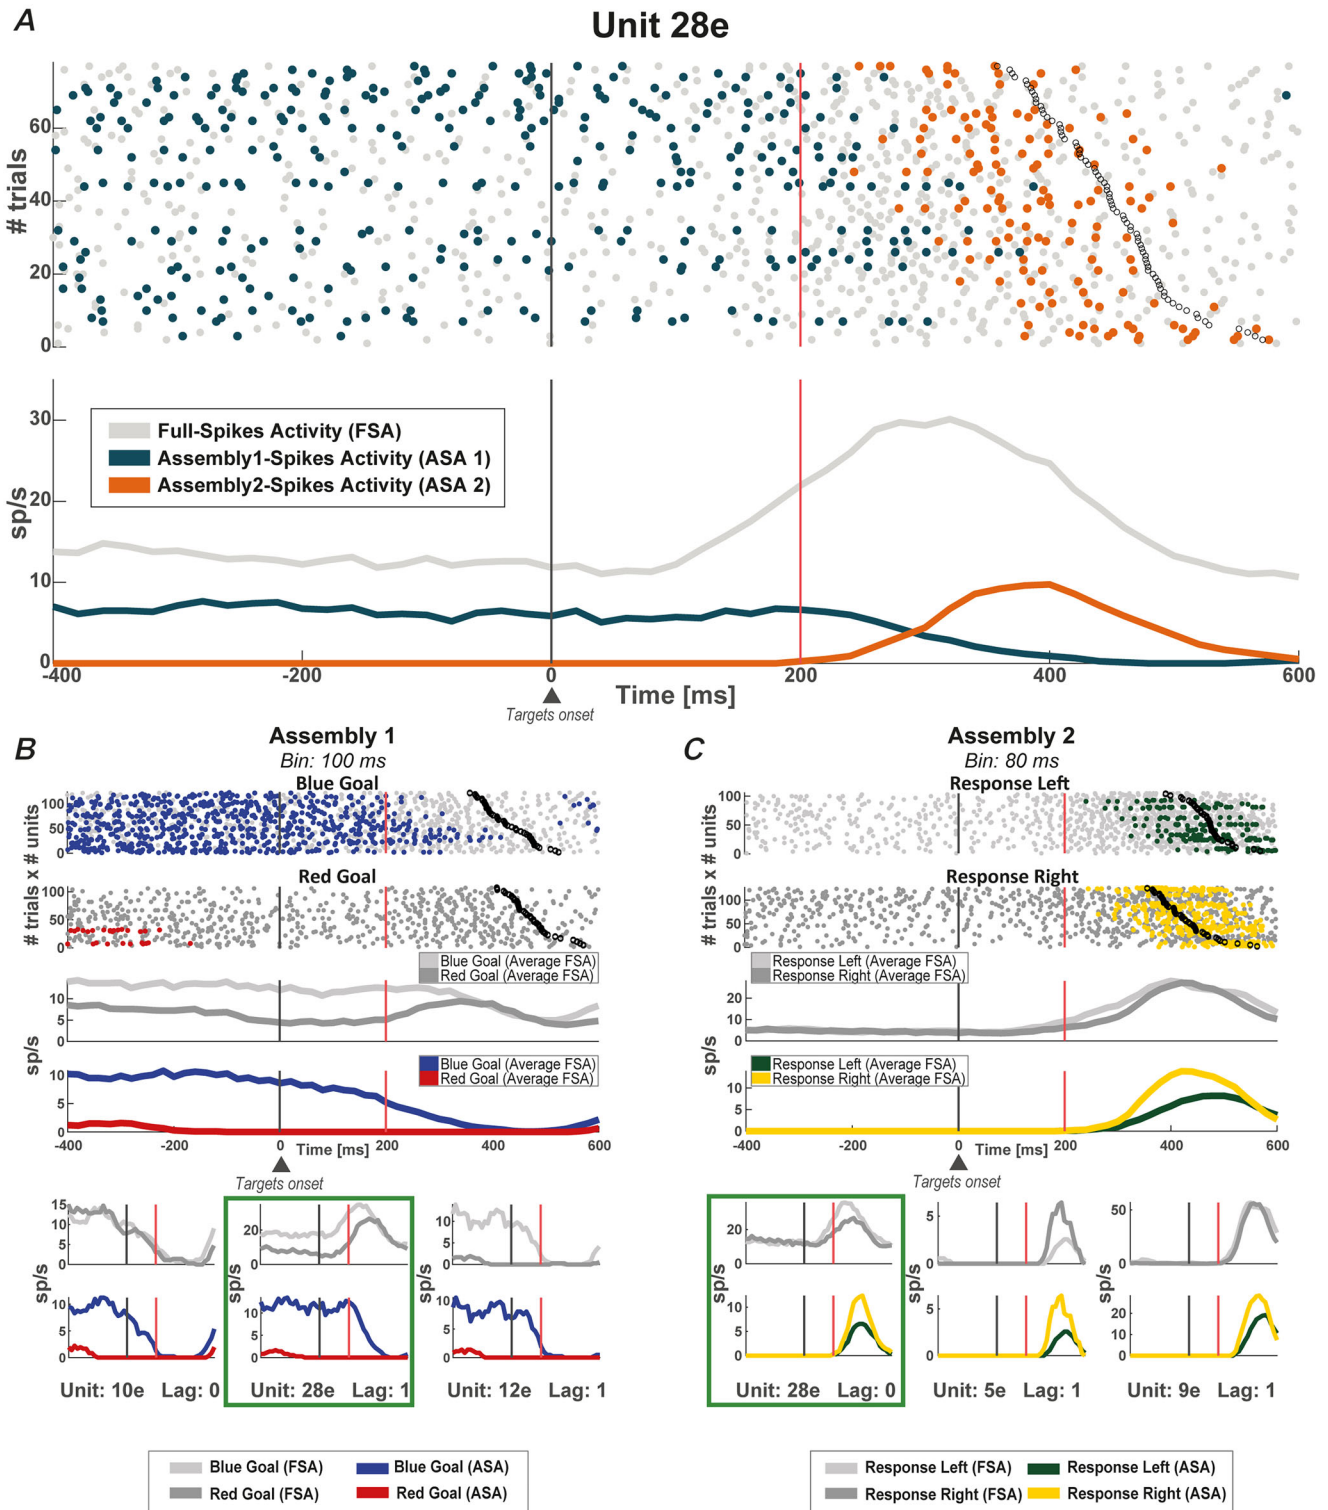 A
Unit 28e
# trials
60
40
20
0
sp/s
30
20
10
0
Full-Spikes Activity (FSA)
Assembly1-Spikes Activity (ASA 1)
Assembly2-Spikes Activity (ASA 2)
-400 -200 0 200 400 600
Time [ms]
Targets onset
B
Assembly 1
Bin: 100 ms
Blue Goal
# trials x # units
100
50
0
Red Goal
100
50
0
Blue Goal (Average FSA)
Red Goal (Average FSA)
sp/s
10
5
0
Blue Goal (Average FSA)
Red Goal (Average FSA)
10
5
0
-400 -200 0 Time [ms] 200 400 600
Targets onset
sp/s
15
10
5
0
10
5
0
Unit: 10e Lag: 0
sp/s
20
0
10
5
0
Unit: 28e Lag: 1
sp/s
10
5
0
10
5
0
Unit: 12e Lag: 1
Blue Goal (FSA) Blue Goal (ASA)
Red Goal (FSA) Red Goal (ASA)
C
Assembly 2
Bin: 80 ms
Response Left
# trials x # units
100
50
0
Response Right
100
50
0
Response Left (Average FSA)
Response Right (Average FSA)
sp/s
20
10
0
Response Left (Average FSA)
Response Right (Average FSA)
10
5
0
-400 -200 0 Time [ms] 200 400 600
Targets onset
sp/s
20
0
10
5
0
Unit: 28e Lag: 0
sp/s
5
0
5
0
Unit: 5e Lag: 1
sp/s
50
0
20
10
0
Unit: 9e Lag: 1
Response Left (FSA) Response Left (ASA)
Response Right (FSA) Response Right (ASA)